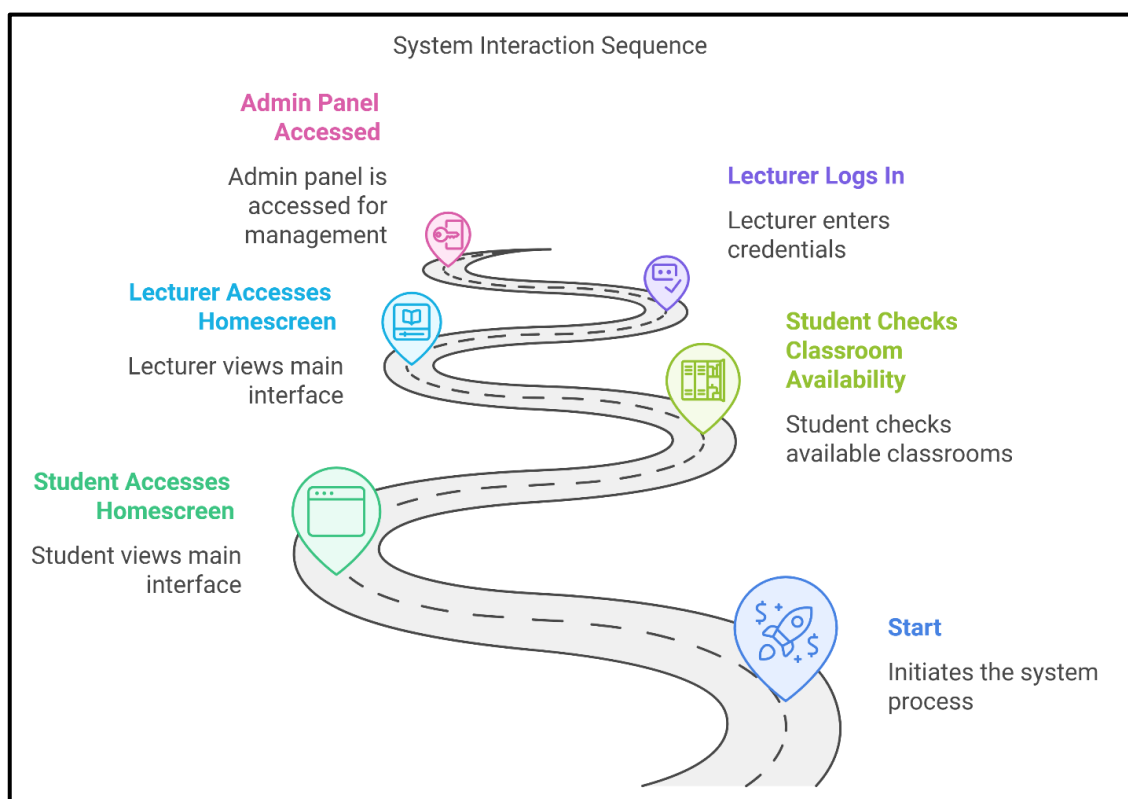 System Interaction Sequence
Admin Panel
Accessed
Admin panel is
accessed for
management
Lecturer Logs In
Lecturer enters
credentials
Lecturer Accesses
Homescreen
Lecturer views main
interface
Student Checks
Classroom
Availability
Student checks
available classrooms
Student Accesses
Homescreen
Student views main
interface
$
$
Start
Initiates the system
process